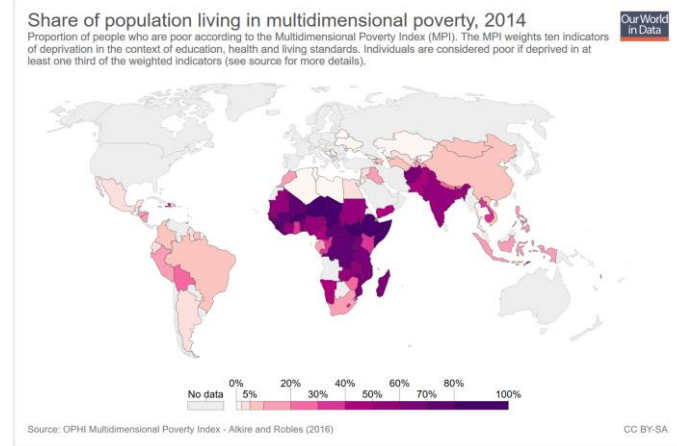 Share of population living in multidimensional poverty, 2014
Proportion of people who are poor according to the Multidimensional Poverty Index (MPI). The MPI weights ten indicators
of deprivation in the context of education, health and living standards. Individuals are considered poor if deprived in at
least one third of the weighted indicators (see source for more details).
Our World
in Data
No data
0% 20% 40% 60% 80%
5% 30% 50% 70% 100%
Source: OPHI Multidimensional Poverty Index - Alkire and Robles (2016)
CC BY-SA